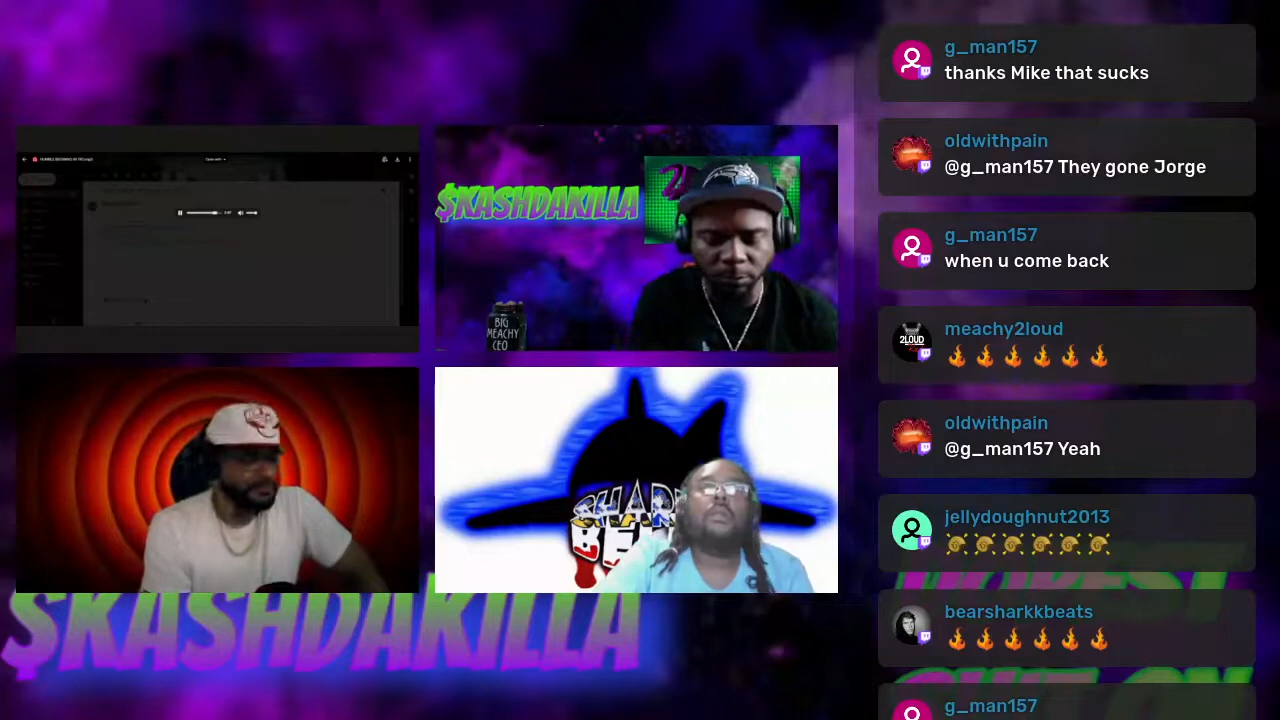 g_man157
thanks Mike that sucks
oldwithpain
@g_man157 They gone Jorge
g_man157
when u come back
meachy2loud
2LOUD
oldwithpain
@g_man157 Yeah
jellydoughnut2013
bearsharkkbeats
g_man157
$KASHDAKILLA
BIG
MEACHY
CEO
$KASHDAKILLA